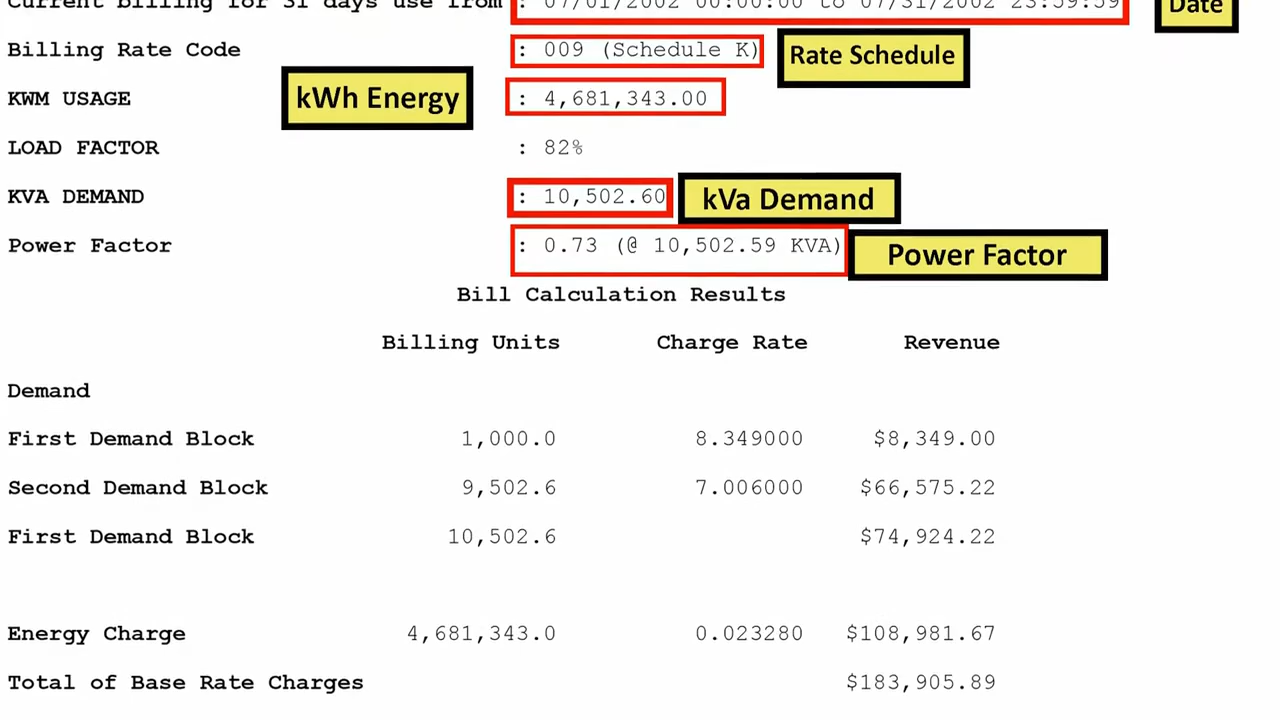 Current billing for 31 days use from : 07/01/2002 00:00:00 to 07/31/2002 23:59:59 Date
Billing Rate Code : 009 (Schedule K) Rate Schedule
KWM USAGE kWh Energy : 4,681,343.00
LOAD FACTOR : 82%
KVA DEMAND : 10,502.60 kVa Demand
Power Factor : 0.73 (@ 10,502.59 KVA) Power Factor
Bill Calculation Results
Billing Units Charge Rate Revenue
Demand
First Demand Block 1,000.0 8.349000 $8,349.00
Second Demand Block 9,502.6 7.006000 $66,575.22
First Demand Block 10,502.6 $74,924.22
Energy Charge 4,681,343.0 0.023280 $108,981.67
Total of Base Rate Charges $183,905.89